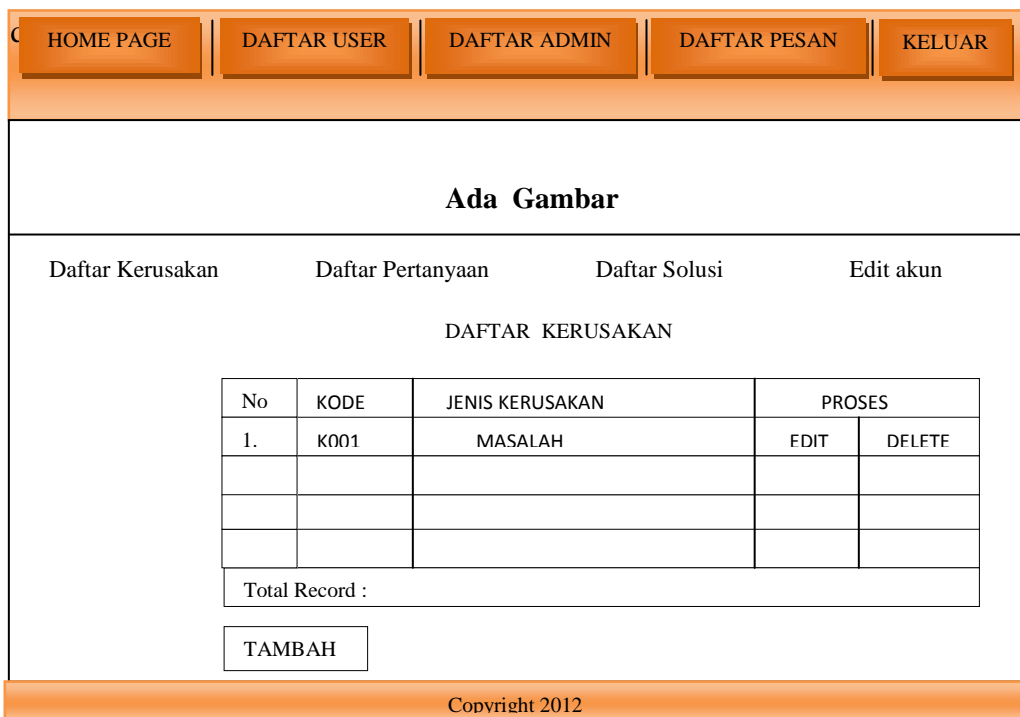 HOME PAGE DAFTAR USER DAFTAR ADMIN DAFTAR PESAN KELUAR
Ada Gambar
Daftar Kerusakan Daftar Pertanyaan Daftar Solusi Edit akun
DAFTAR KERUSAKAN
No KODE JENIS KERUSAKAN PROSES
1. K001 MASALAH EDIT DELETE
Total Record :
TAMBAH
Copyright 2012